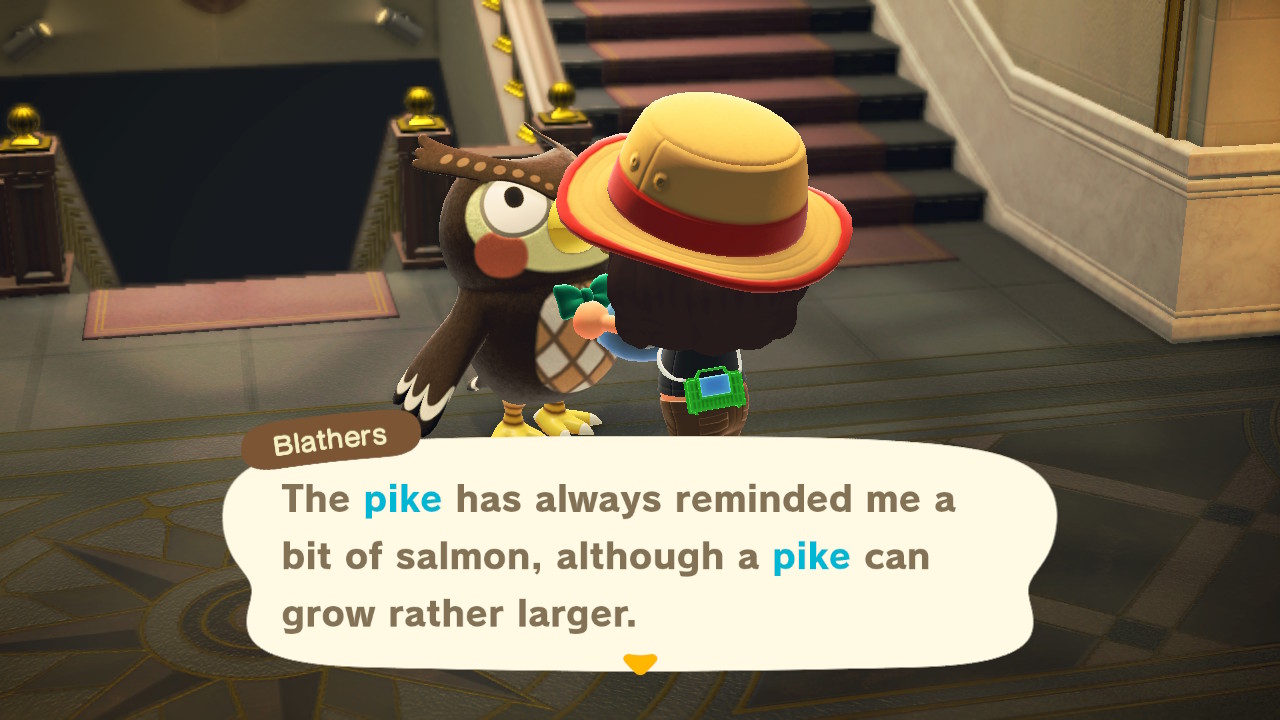 Blathers
The pike has always reminded me a
bit of salmon, although a pike can
grow rather larger.